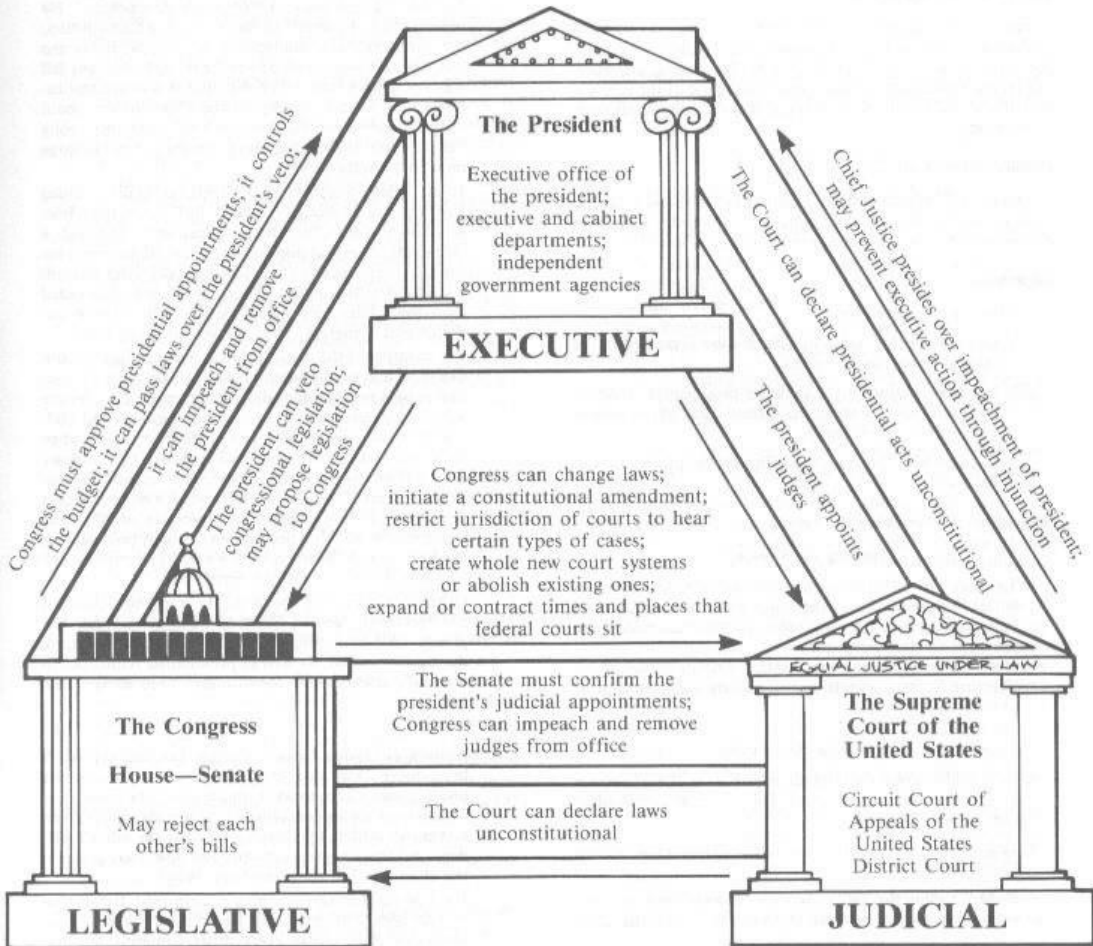 The President
Executive office of
the president;
executive and cabinet
departments;
independent
government agencies
EXECUTIVE
Congress must approve presidential appointments; it controls
the budget; it can pass laws over the president's veto;
it can impeach and remove
the president from office
The president can veto
congressional legislation;
may propose legislation
to Congress
Chief Justice presides over impeachment of president;
may prevent executive action through injunction
The Court can declare presidential acts unconstitutional
The president appoints
judges
Congress can change laws;
initiate a constitutional amendment;
restrict jurisdiction of courts to hear
certain types of cases;
create whole new court systems
or abolish existing ones;
expand or contract times and places that
federal courts sit
The Senate must confirm the
president's judicial appointments;
Congress can impeach and remove
judges from office
The Court can declare laws
unconstitutional
The Congress
House—Senate
May reject each
other's bills
LEGISLATIVE
EQUAL JUSTICE UNDER LAW
The Supreme
Court of the
United States
Circuit Court of
Appeals of the
United States
District Court
JUDICIAL